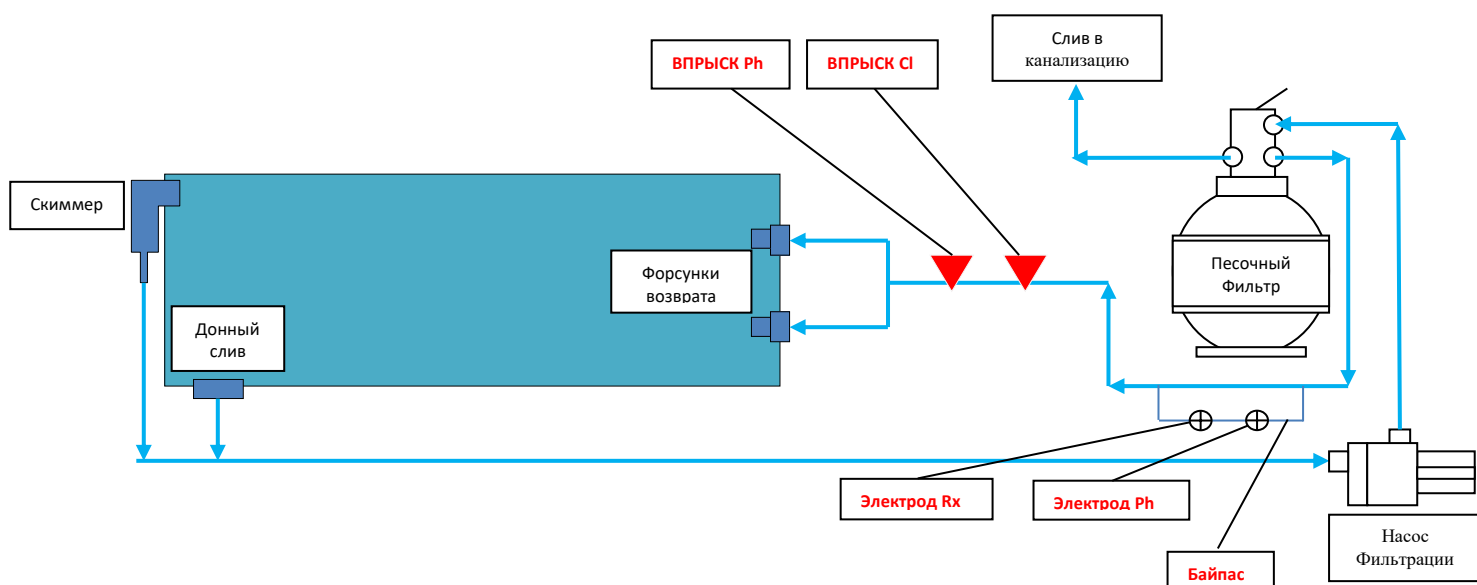 Слив в
канализацию
ВПРЫСК Ph
ВПРЫСК Cl
Скиммер
Форсунки
возврата
Песочный
Фильтр
Донный
слив
Электрод Rx
Электрод Ph
Насос
Фильтрации
Байпас